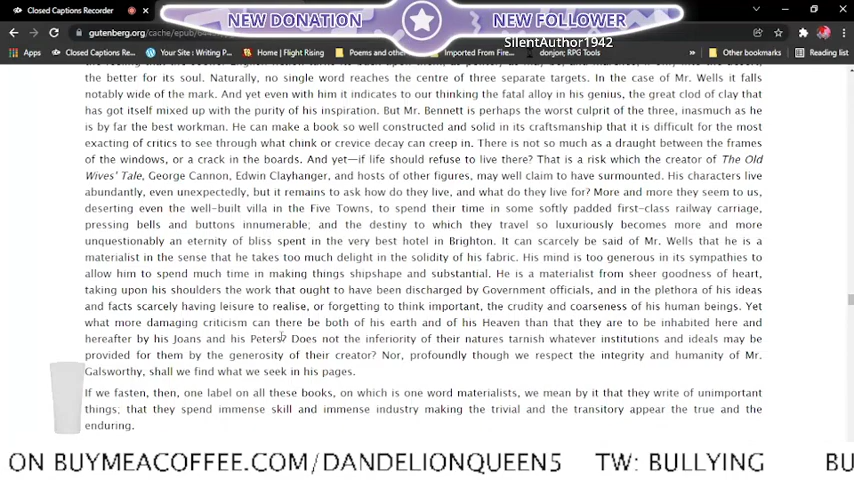 Closed Captions Recorder
NEW DONATION
NEW FOLLOWER
SilentAuthor1942
gutenberg.org/cache/epub/
Apps
Closed Captions Re...
Your Site ‹ Writing P...
Home | Flight Rising
Poems and other...
Imported From Fire...
donjon; RPG Tools
Reading list
the better for its soul. Naturally, no single word reaches the centre of three separate targets. In the case of Mr. Wells it falls
notably wide of the mark. And yet even with him it indicates to our thinking the fatal alloy in his genius, the great clod of clay that
has got itself mixed up with the purity of his inspiration. But Mr. Bennett is perhaps the worst culprit of the three, inasmuch as he
is by far the best workman. He can make a book so well constructed and solid in its craftsmanship that it is difficult for the most
exacting of critics to see through what chink or crevice decay can creep in. There is not so much as a draught between the frames
of the windows, or a crack in the boards. And yet—if life should refuse to live there? That is a risk which the creator of The Old
Wives' Tale, George Cannon, Edwin Clayhanger, and hosts of other figures, may well claim to have surmounted. His characters live
abundantly, even unexpectedly, but it remains to ask how do they live, and what do they live for? More and more they seem to us,
deserting even the well-built villa in the Five Towns, to spend their time in some softly padded first-class railway carriage,
pressing bells and buttons innumerable; and the destiny to which they travel so luxuriously becomes more and more
unquestionably an eternity of bliss spent in the very best hotel in Brighton. It can scarcely be said of Mr. Wells that he is a
materialist in the sense that he takes too much delight in the solidity of his fabric. His mind is too generous in its sympathies to
allow him to spend much time in making things shipshape and substantial. He is a materialist from sheer goodness of heart,
taking upon his shoulders the work that ought to have been discharged by Government officials, and in the plethora of his ideas
and facts scarcely having leisure to realise, or forgetting to think important, the crudity and coarseness of his human beings. Yet
what more damaging criticism can there be both of his earth and of his Heaven than that they are to be inhabited here and
hereafter by his Joans and his Peters? Does not the inferiority of their natures tarnish whatever institutions and ideals may be
provided for them by the generosity of their creator? Nor, profoundly though we respect the integrity and humanity of Mr.
Galsworthy, shall we find what we seek in his pages.
If we fasten, then, one label on all these books, on which is one word materialists, we mean by it that they write of unimportant
things; that they spend immense skill and immense industry making the trivial and the transitory appear the true and the
enduring.
ON BUYMEACOFFEE.COM/DANDELIONQUEEN5 TW: BULLYING BU